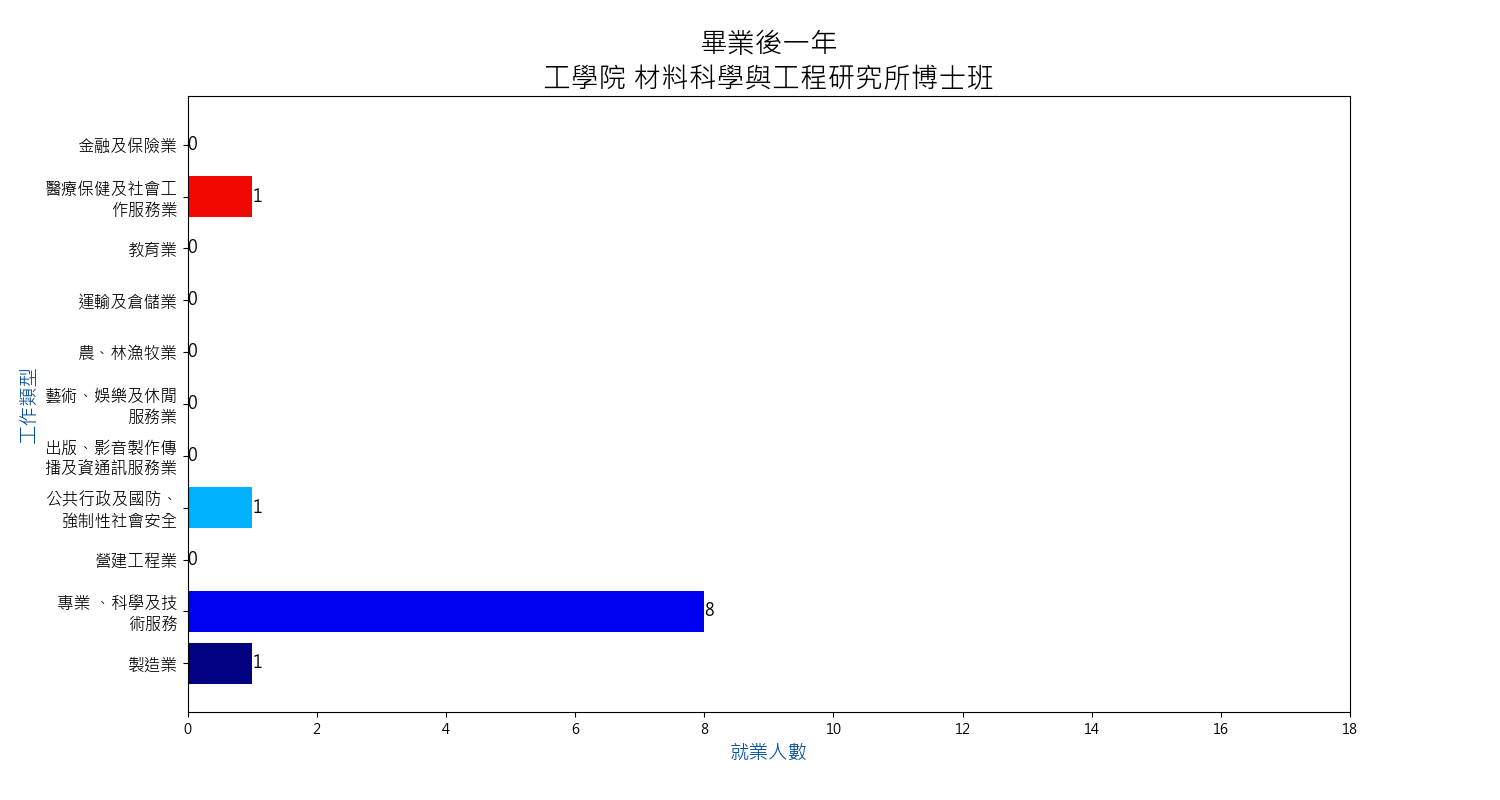 畢業後一年
工學院 材料科學與工程研究所博士班
金融及保險業
0
醫療保健及社會工
作服務業
1
教育業
0
運輸及倉儲業
0
農、林漁牧業
0
藝術、娛樂及休閒
服務業
0
出版、影音製作傳
播及資通訊服務業
0
公共行政及國防、
強制性社會安全
1
營建工程業
0
專業 、科學及技
術服務
8
製造業
1
工作類型
0 2 4 6 8 10 12 14 16 18
就業人數